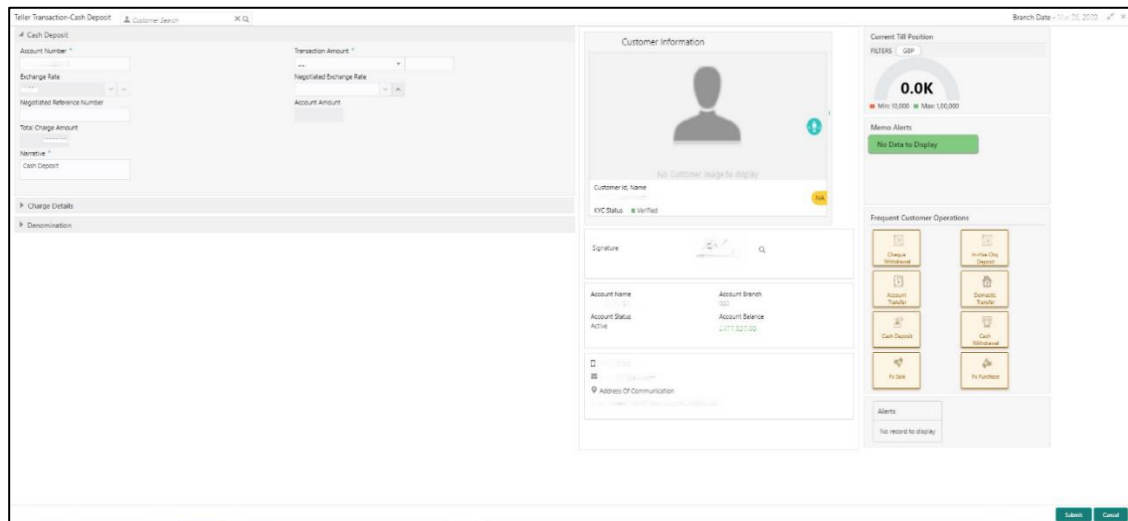 Teller Transaction-Cash Deposit
Customer Search
Branch Date - Mar 26, 2020
Cash Deposit
Account Number *
Transaction Amount *
Exchange Rate
Negotiated Exchange Rate
Negotiated Reference Number
Account Amount
Total Charge Amount
Narrative *
Cash Deposit
Charge Details
Denomination
Customer Information
No Customer Image to display
Customer Id, Name
NA
KYC Status Verified
Signature
Account Name
Account Branch
000
Account Status
Account Balance
Active
Address Of Communication
Current Till Position
FILTERS GBP
0.0K
Min: 10,000 Max: 1,00,000
Memo Alerts
No Data to Display
Frequent Customer Operations
Cheque Withdrawal
In-House Chq Deposit
Account Transfer
Domestic Transfer
Cash Deposit
Cash Withdrawal
Fx Sale
Fx Purchase
Alerts
No record to display
Submit
Cancel